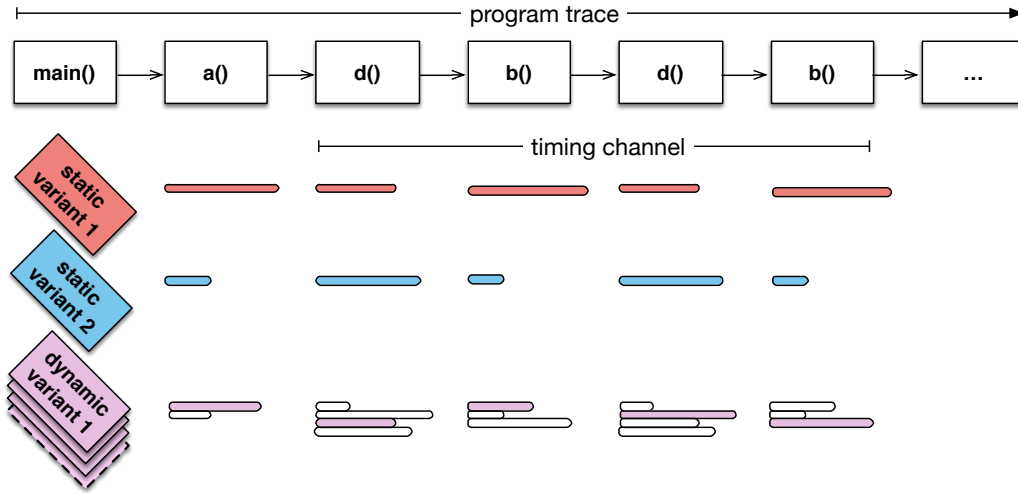 program trace
main()
a()
d()
b()
d()
b()
...
timing channel
static
variant 1
static
variant 2
dynamic
variant 1